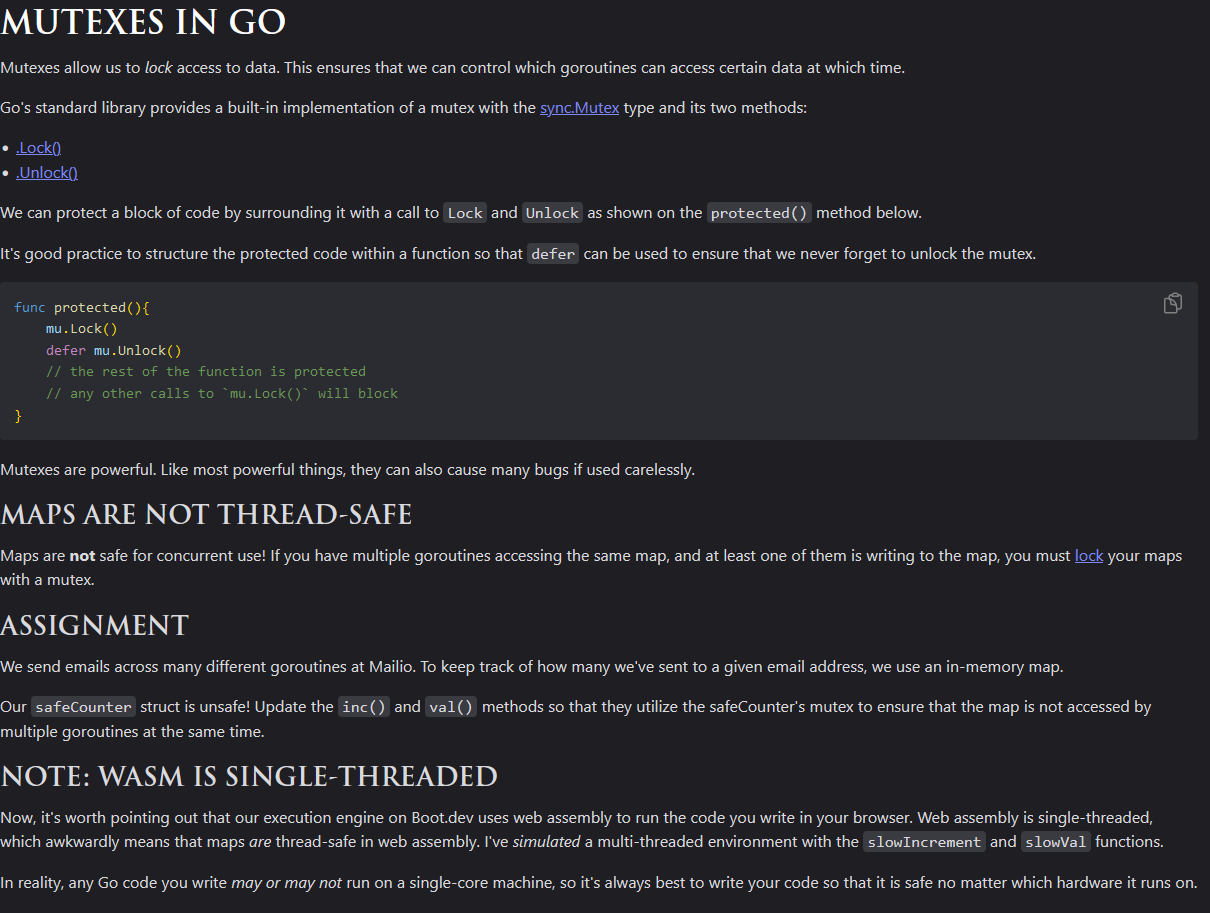 MUTEXES IN GO
Mutexes allow us to lock access to data. This ensures that we can control which goroutines can access certain data at which time.
Go's standard library provides a built-in implementation of a mutex with the sync.Mutex type and its two methods:
• .Lock()
• .Unlock()
We can protect a block of code by surrounding it with a call to Lock and Unlock as shown on the protected() method below.
It's good practice to structure the protected code within a function so that defer can be used to ensure that we never forget to unlock the mutex.
func protected(){
    mu.Lock()
    defer mu.Unlock()
    // the rest of the function is protected
    // any other calls to `mu.Lock()` will block
}
Mutexes are powerful. Like most powerful things, they can also cause many bugs if used carelessly.
MAPS ARE NOT THREAD-SAFE
Maps are not safe for concurrent use! If you have multiple goroutines accessing the same map, and at least one of them is writing to the map, you must lock your maps
with a mutex.
ASSIGNMENT
We send emails across many different goroutines at Mailio. To keep track of how many we've sent to a given email address, we use an in-memory map.
Our safeCounter struct is unsafe! Update the inc() and val() methods so that they utilize the safeCounter's mutex to ensure that the map is not accessed by
multiple goroutines at the same time.
NOTE: WASM IS SINGLE-THREADED
Now, it's worth pointing out that our execution engine on Boot.dev uses web assembly to run the code you write in your browser. Web assembly is single-threaded,
which awkwardly means that maps are thread-safe in web assembly. I've simulated a multi-threaded environment with the slowIncrement and slowVal functions.
In reality, any Go code you write may or may not run on a single-core machine, so it's always best to write your code so that it is safe no matter which hardware it runs on.